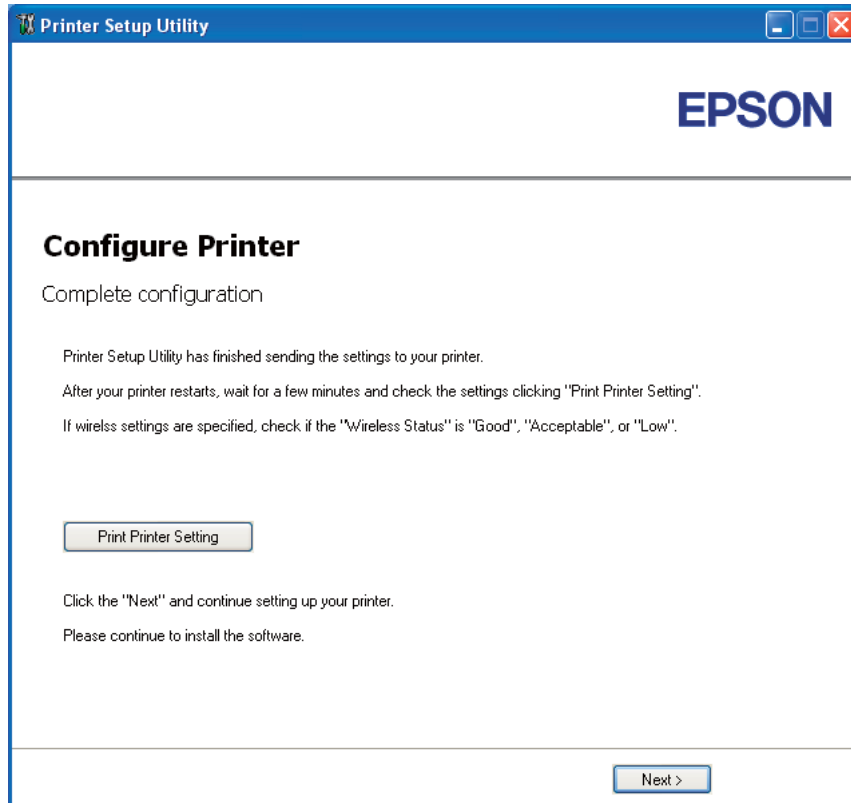 Printer Setup Utility
EPSON
Configure Printer
Complete configuration
Printer Setup Utility has finished sending the settings to your printer.
After your printer restarts, wait for a few minutes and check the settings clicking "Print Printer Setting".
If wirelss settings are specified, check if the "Wireless Status" is "Good", "Acceptable", or "Low".
Print Printer Setting
Click the "Next" and continue setting up your printer.
Please continue to install the software.
Next >